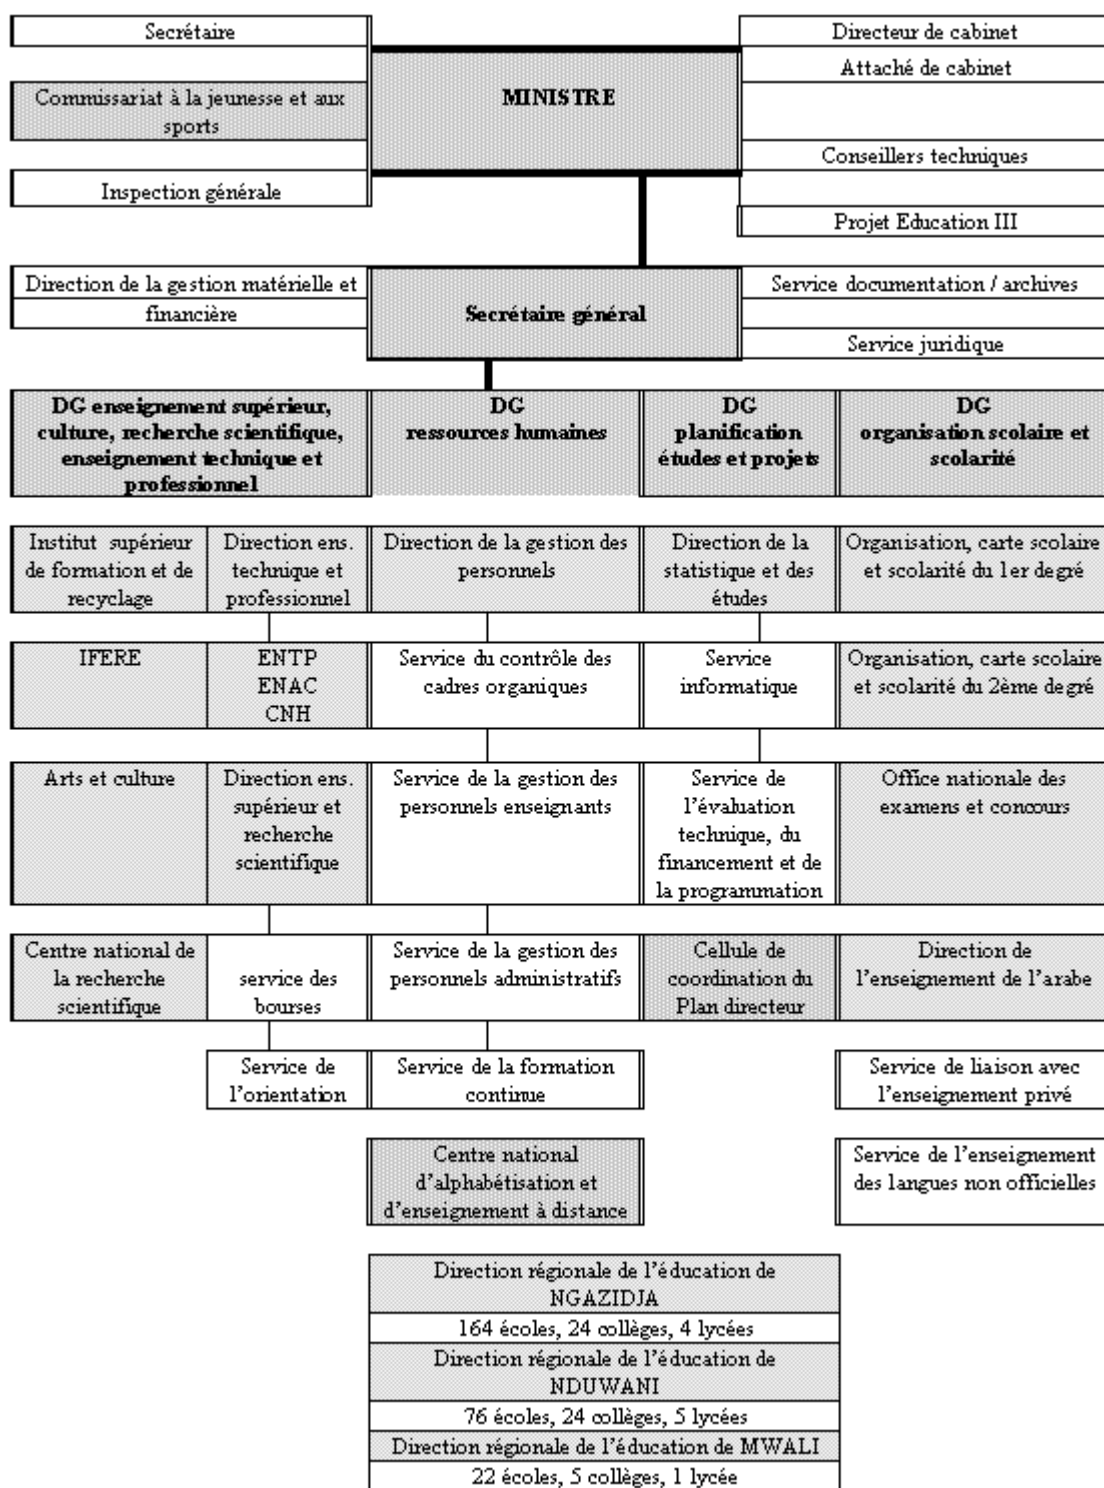 Secrétaire
Directeur de cabinet
MINISTRE
Attaché de cabinet
Commissariat à la jeunesse et aux
sports
Conseillers techniques
Inspection générale
Projet Education III
Direction de la gestion matérielle et
financière
Secrétaire général
Service documentation / archives
Service juridique
DG enseignement supérieur,
culture, recherche scientifique,
enseignement technique et
professionnel
DG
ressources humaines
DG
planification
études et projets
DG
organisation scolaire et
scolarité
Institut supérieur
de formation et de
recyclage
Direction ens.
technique et
professionnel
Direction de la gestion des
personnels
Direction de la
statistique et des
études
Organisation, carte scolaire
et scolarité du 1er degré
IFERE
ENTP
ENAC
CNH
Service du contrôle des
cadres organiques
Service
informatique
Organisation, carte scolaire
et scolarité du 2ème degré
Arts et culture
Direction ens.
supérieur et
recherche
scientifique
Service de la gestion des
personnels enseignants
Service de
l'évaluation
technique, du
financement et de
la programmation
Office nationale des
examens et concours
Centre national de
la recherche
scientifique
service des
bourses
Service de la gestion des
personnels administratifs
Cellule de
coordination du
Plan directeur
Direction de
l'enseignement de l'arabe
Service de
l'orientation
Service de la formation
continue
Service de liaison avec
l'enseignement privé
Centre national
d'alphabétisation et
d'enseignement à distance
Service de l'enseignement
des langues non officielles
Direction régionale de l'éducation de
NGAZIDJA
164 écoles, 24 collèges, 4 lycées
Direction régionale de l'éducation de
NDUWANI
76 écoles, 24 collèges, 5 lycées
Direction régionale de l'éducation de MWALI
22 écoles, 5 collèges, 1 lycée